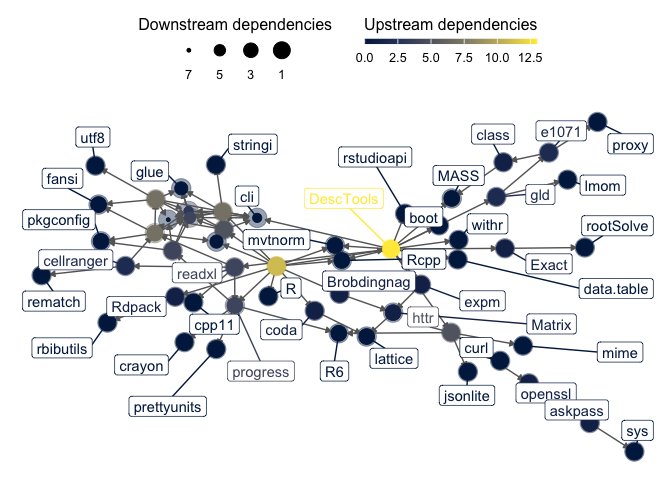 Downstream dependencies
7 5 3 1
Upstream dependencies
0.0 2.5 5.0 7.5 10.0 12.5
utf8
stringi
class
e1071
proxy
fansi
glue
rstudioapi
MASS
lmom
DescTools
gld
pkgconfig
cli
boot
withr
rootSolve
mvtnorm
cellranger
readxl
Rcpp
Exact
data.table
rematch
R
Brobdingnag
expm
Rdpack
cpp11
coda
httr
Matrix
rbibutils
crayon
progress
R6
lattice
curl
mime
prettyunits
jsonlite
openssl
askpass
sys